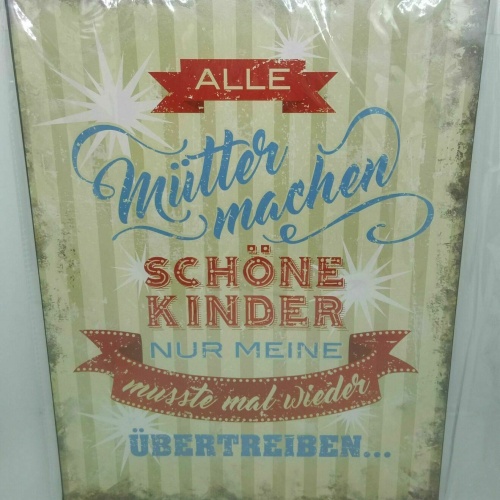 ALLE
Mütter
machen
SCHÖNE
KINDER
NUR MEINE
musste mal wieder
ÜBERTREIBEN...